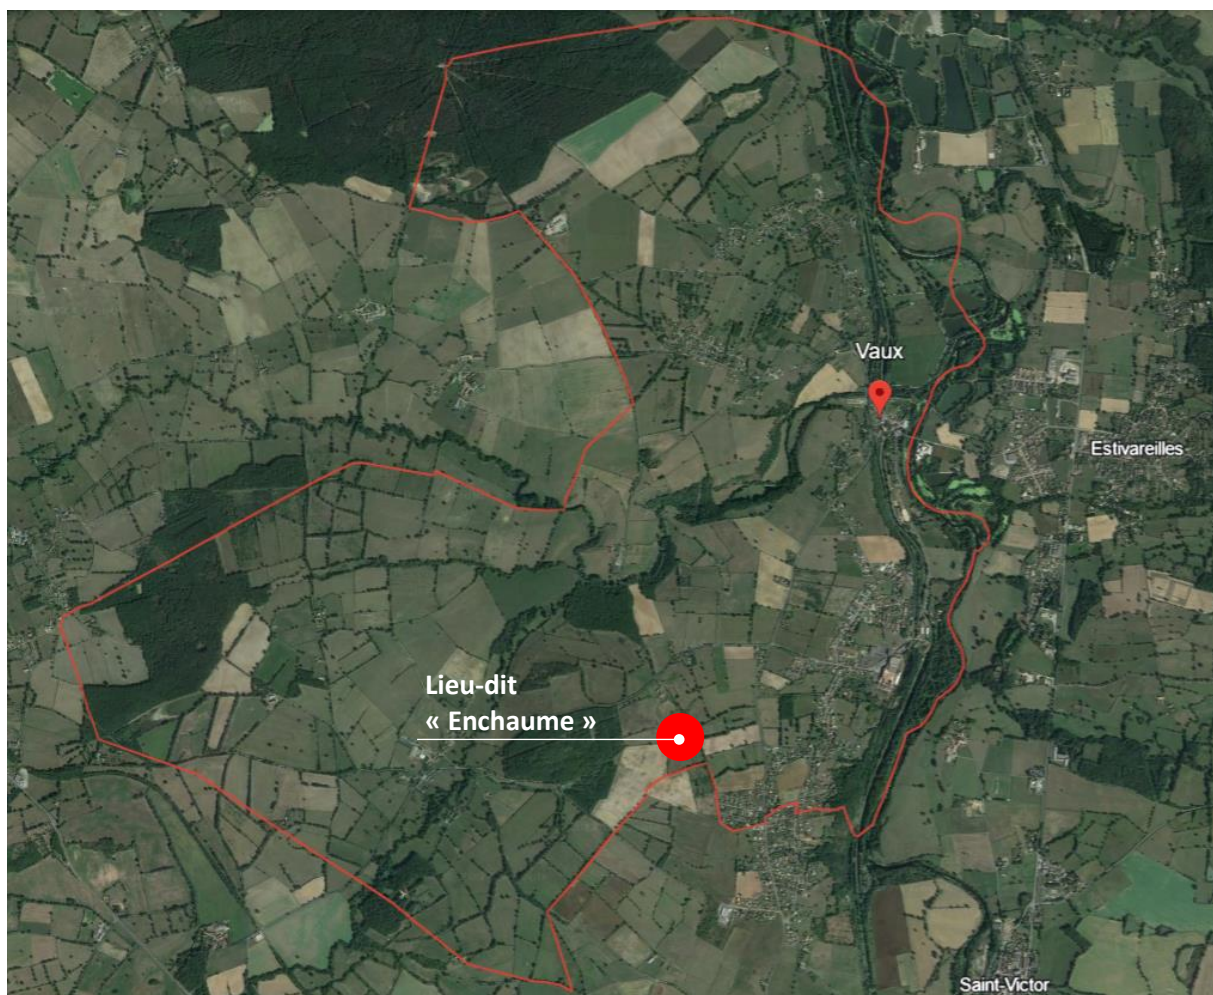 Vaux
Estivareilles
Lieu-dit
« Enchaume »
Saint-Victor